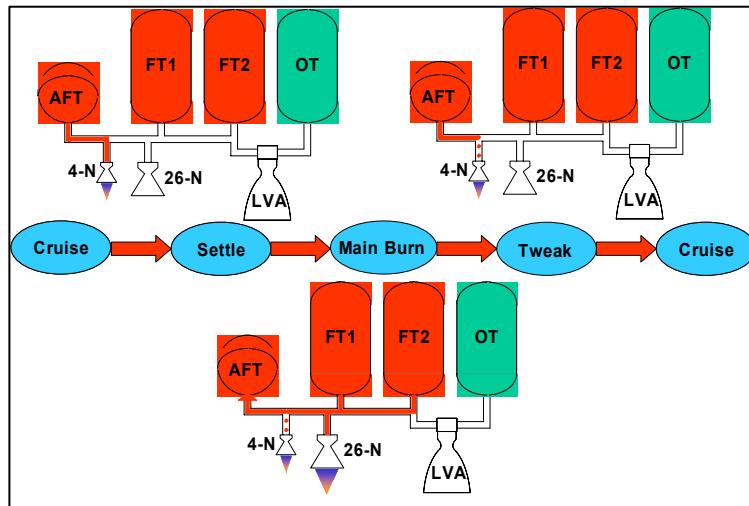 FT1
FT2
OT
AFT
4-N
26-N
LVA
FT1
FT2
OT
AFT
4-N
26-N
LVA
Cruise
Settle
Main Burn
Tweak
Cruise
FT1
FT2
OT
AFT
4-N
26-N
LVA